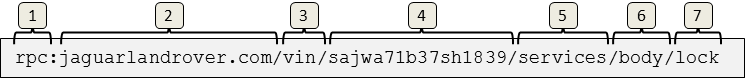 1 2 3 4 5 6 7
rpc:jaguarlandrover.com/vin/sajwa71b37sh1839/services/body/lock